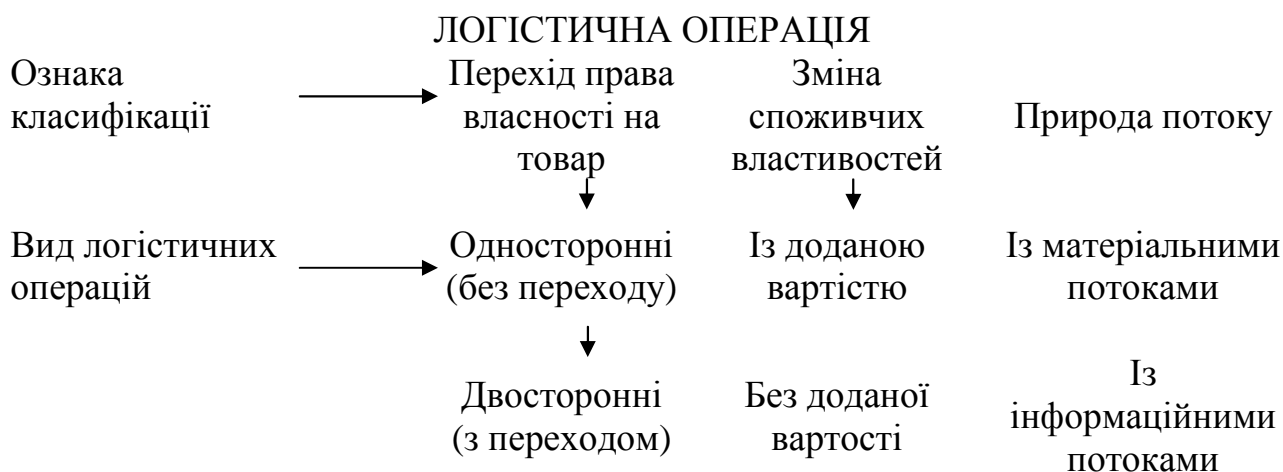 ЛОГІСТИЧНА ОПЕРАЦІЯ
Ознака
класифікації
Перехід права
власності на
товар
Зміна
споживчих
властивостей
Природа потоку
Вид логістичних
операцій
Односторонні
(без переходу)
Із доданою
вартістю
Із матеріальними
потоками
Двосторонні
(з переходом)
Без доданої
вартості
Із
інформаційними
потоками